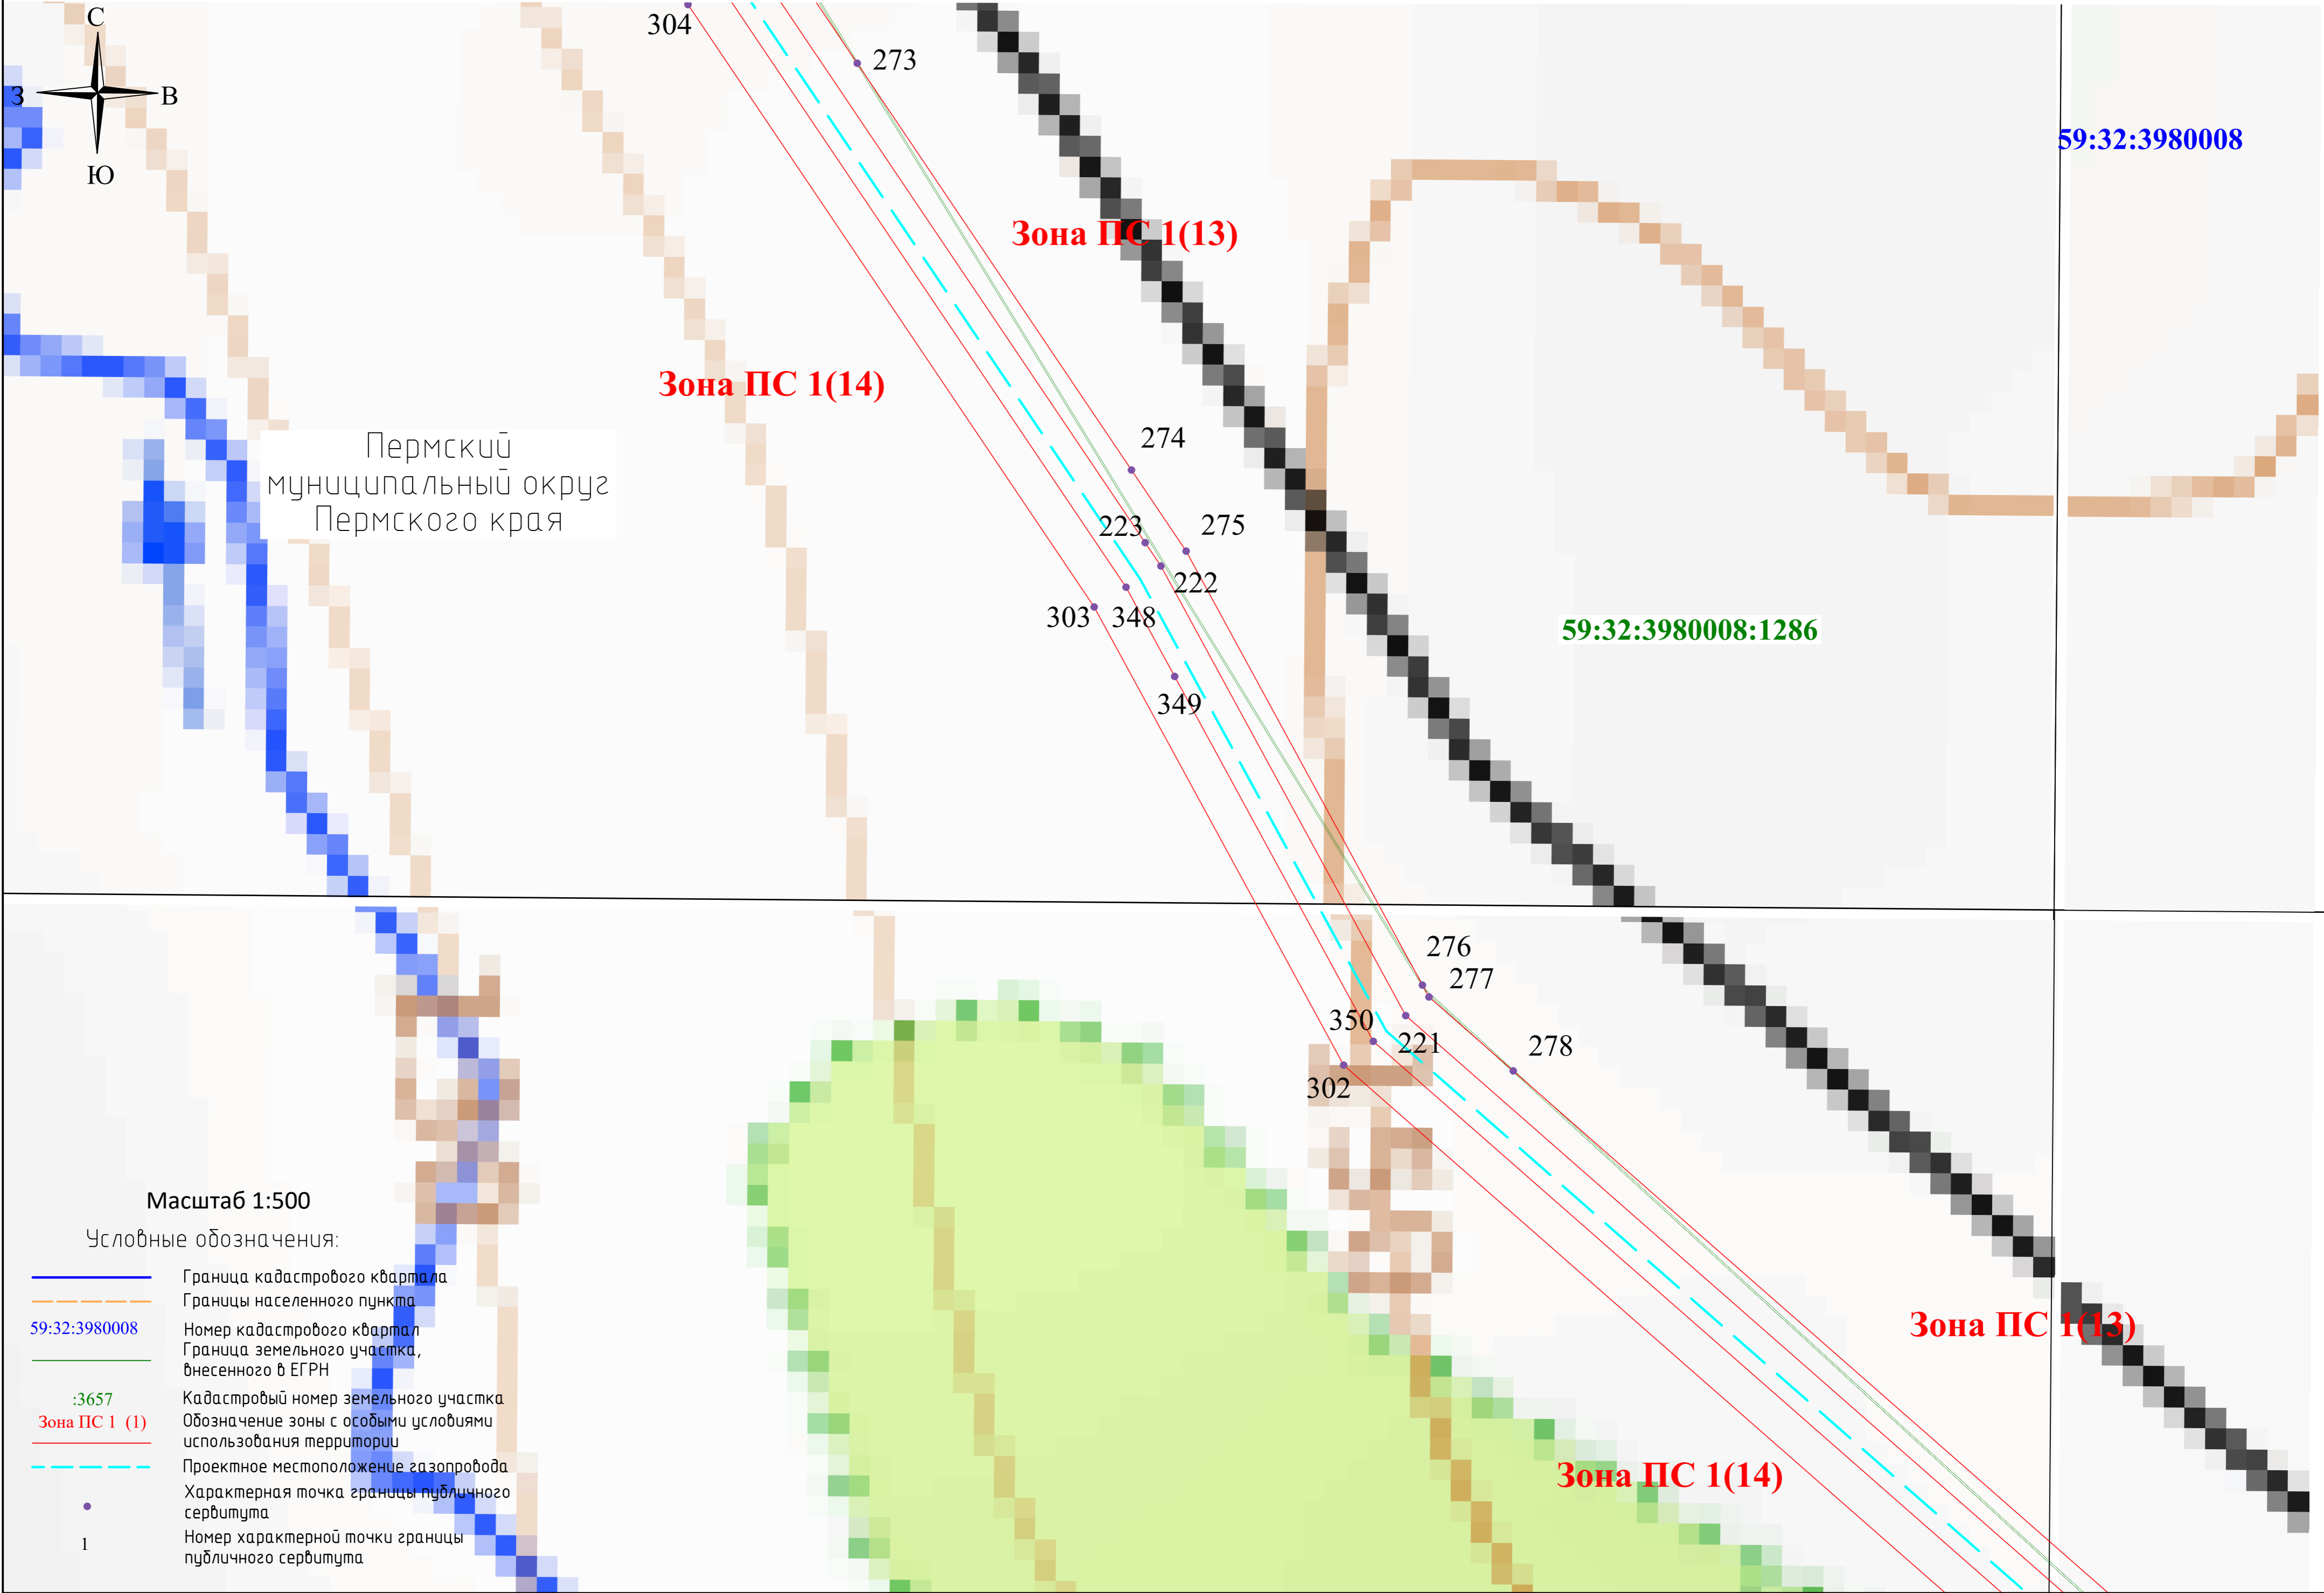 С
З
В
Ю
304
273
59:32:3980008
Зона ПС 1(13)
Зона ПС 1(14)
Пермский
муниципальный округ
Пермского края
274
223
275
222
303
348
349
59:32:3980008:1286
276
277
350
221
278
302
Зона ПС 1(13)
Зона ПС 1(14)
Масштаб 1:500
Условные обозначения:
Граница кадастрового квартала
Границы населенного пункта
59:32:3980008 Номер кадастрового квартал
Граница земельного участка,
внесенного в ЕГРН
:3657 Кадастровый номер земельного участка
Зона ПС 1 (1) Обозначение зоны с особыми условиями
использования территории
Проектное местоположение газопровода
Характерная точка границы публичного
сервитута
1 Номер характерной точки границы
публичного сервитута